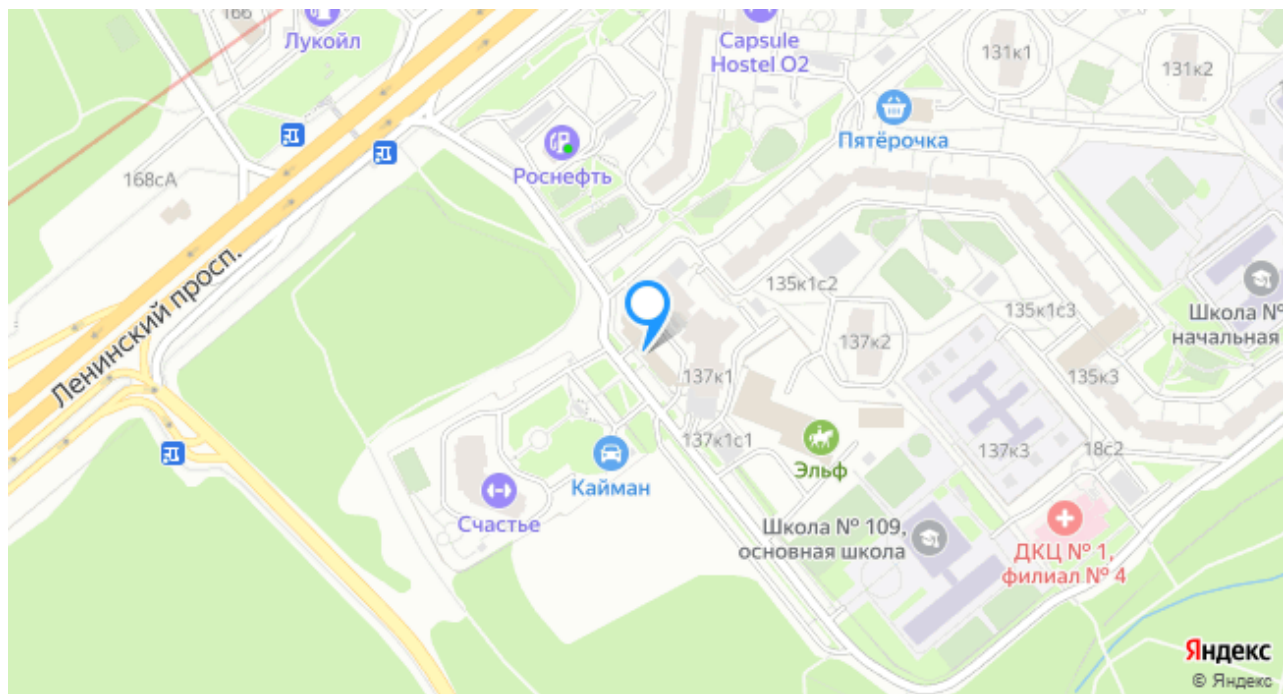 166
Лукойл
Capsule
Hostel O2
131к1
131к2
Пятёрочка
Роснефть
168сА
Ленинский просп.
135к1с2
135к1с3
Школа №
начальная
137к2
137к1
135к3
137к1с1
Эльф
137к3
18с2
Кайман
Счастье
Школа № 109,
основная школа
ДКЦ № 1,
филиал № 4
Яндекс
© Яндекс